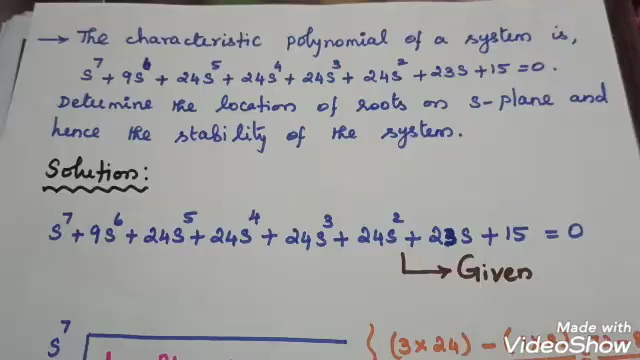 → The characteristic polynomial of a system is,
s⁷ + 9s⁶ + 24s⁵ + 24s⁴ + 24s³ + 24s² + 23s + 15 = 0.
Determine the location of roots on s-plane and
hence the stability of the system.
Solution:
s⁷ + 9s⁶ + 24s⁵ + 24s⁴ + 24s³ + 24s² + 23s + 15 = 0
↳ Given
s⁷ { (3×24) - (
Made with
VideoShow